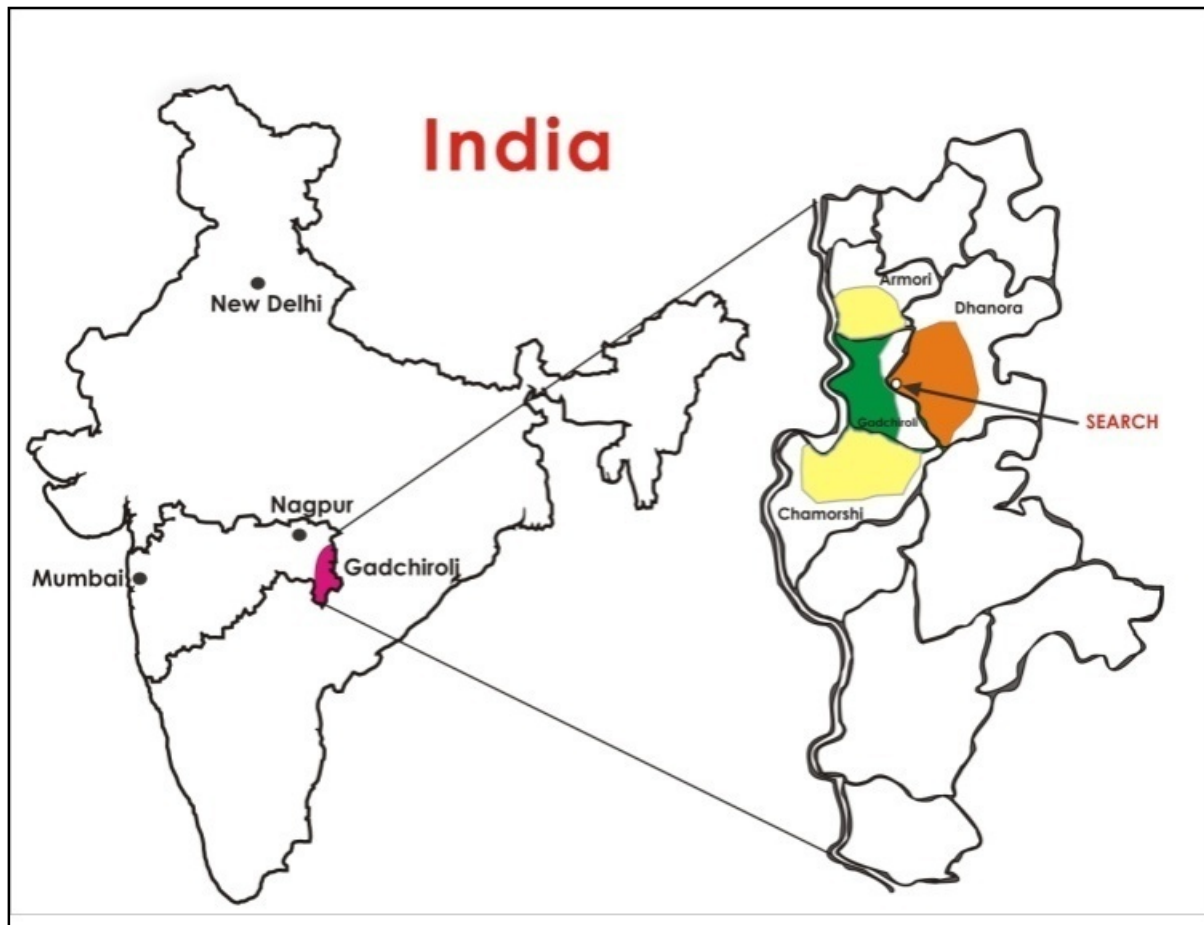 India
New Delhi
Nagpur
Mumbai
Gadchiroli
Armori
Dhanora
SEARCH
Gadchiroli
Chamorshi